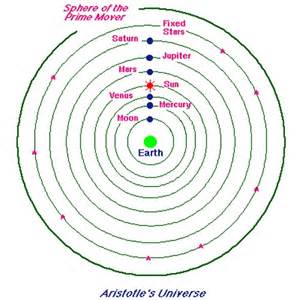 Sphere of the
Prime Mover
Fixed
Stars
Saturn
Jupiter
Mars
Sun
Venus
Mercury
Moon
Earth
Aristotle's Universe